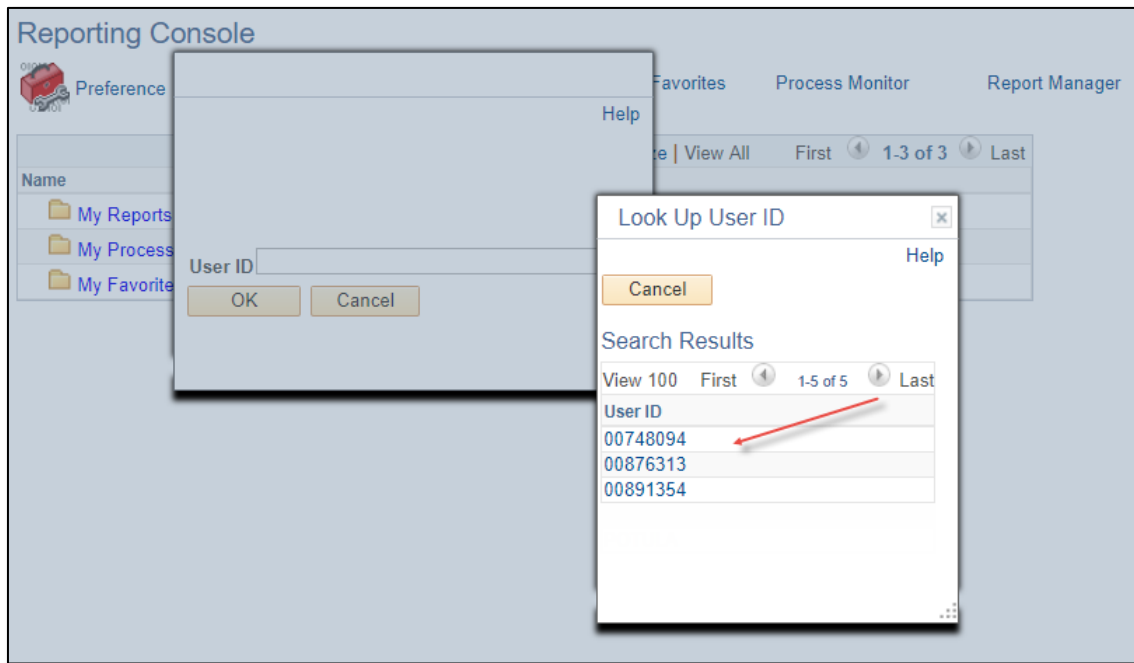 Reporting Console
Preference
Favorites Process Monitor Report Manager
Help
View All First 1-3 of 3 Last
Name
My Reports
My Process
My Favorite
User ID
OK Cancel
Look Up User ID
Help
Cancel
Search Results
View 100 First 1-5 of 5 Last
User ID
00748094
00876313
00891354